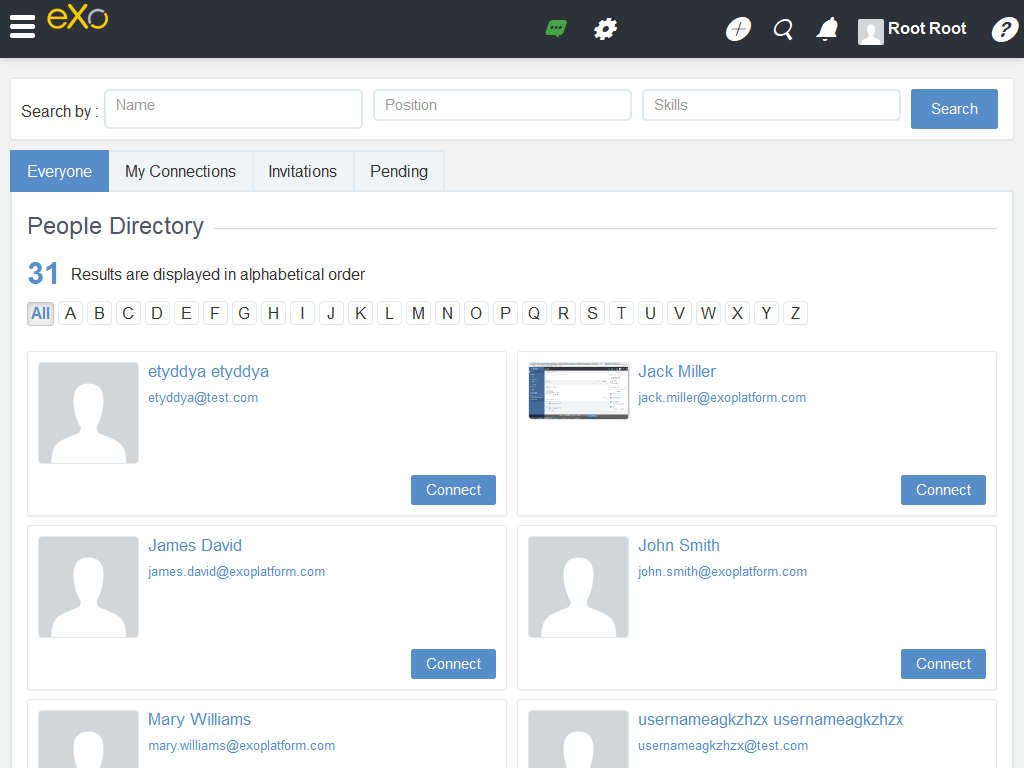 eXo
Root Root
?
Search by :
Name
Position
Skills
Search
Everyone
My Connections
Invitations
Pending
People Directory
31 Results are displayed in alphabetical order
All A B C D E F G H I J K L M N O P Q R S T U V W X Y Z
etyddya etyddya
etyddya@test.com
Connect
Jack Miller
jack.miller@exoplatform.com
Connect
James David
james.david@exoplatform.com
Connect
John Smith
john.smith@exoplatform.com
Connect
Mary Williams
mary.williams@exoplatform.com
usernameagkzhzx usernameagkzhzx
usernameagkzhzx@test.com